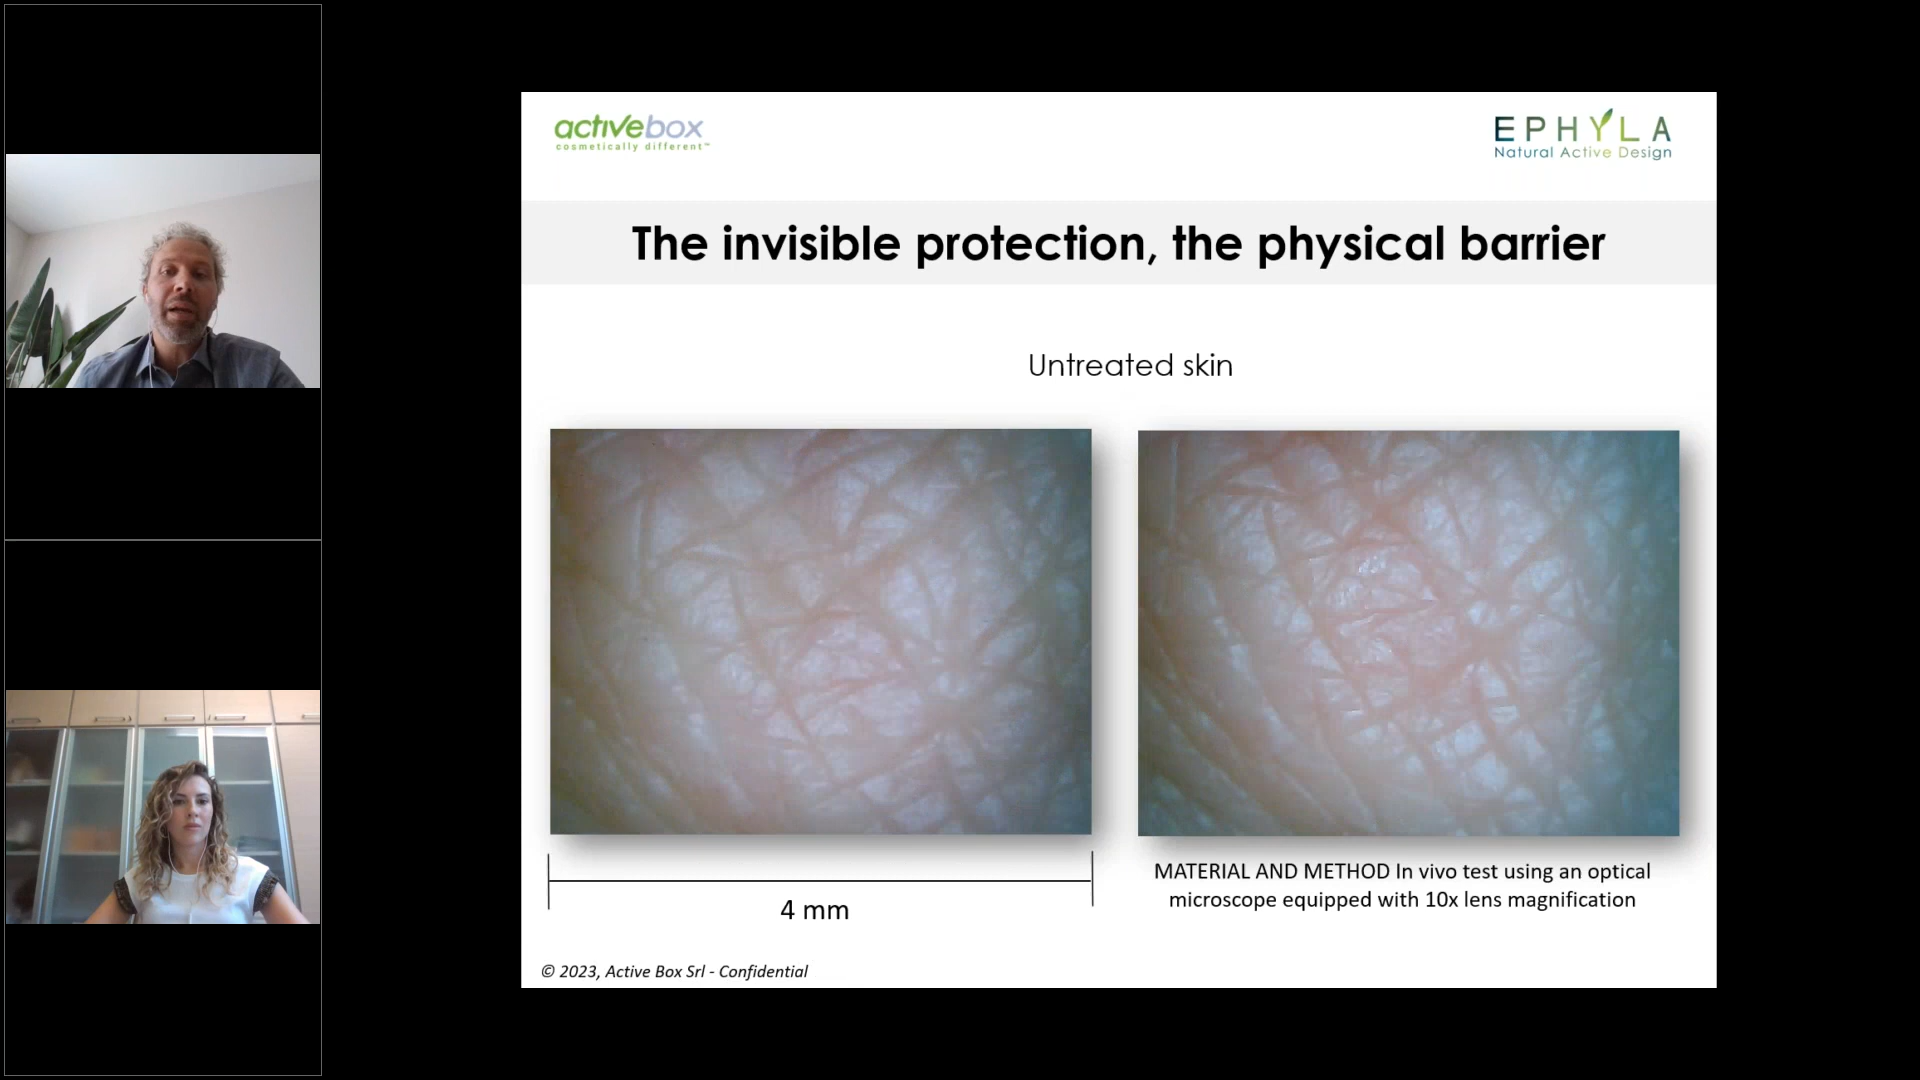 activebox
cosmetically different™
EPHYLA
Natural Active Design
The invisible protection, the physical barrier
Untreated skin
4 mm
MATERIAL AND METHOD In vivo test using an optical
microscope equipped with 10x lens magnification
© 2023, Active Box Srl - Confidential